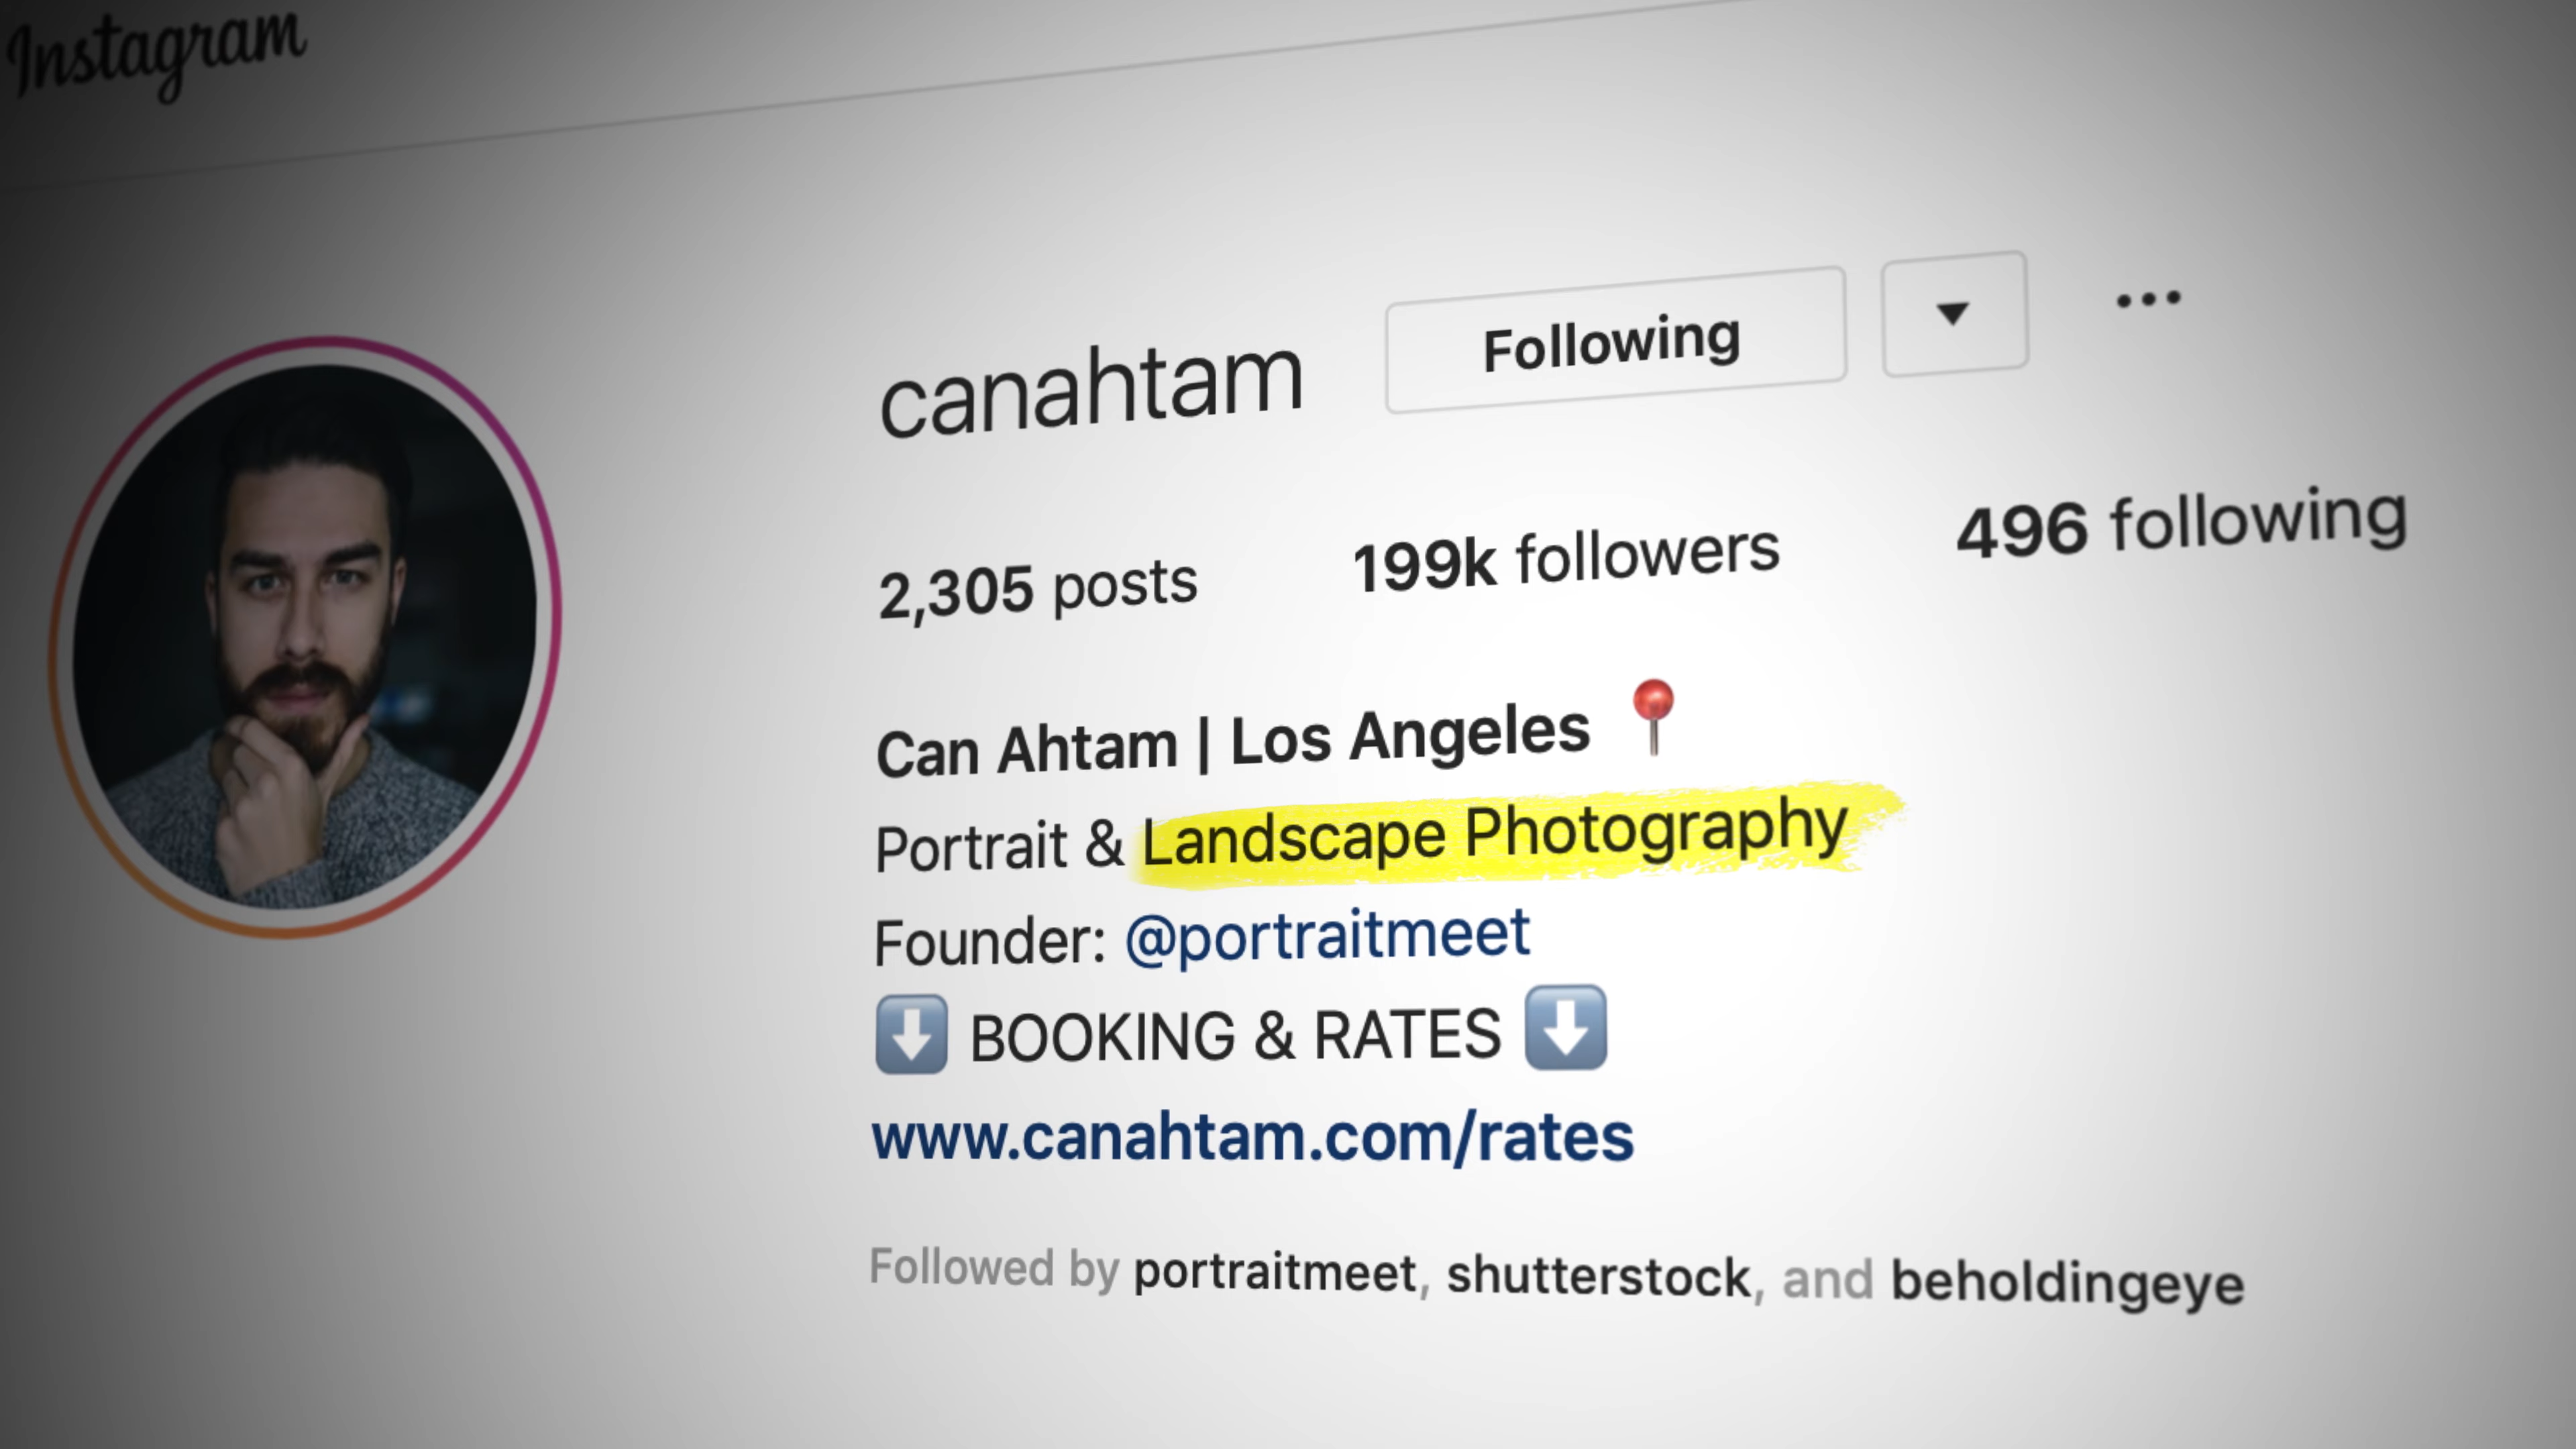 Instagram
canahtam Following
2,305 posts 199k followers 496 following
Can Ahtam | Los Angeles 📍
Portrait & Landscape Photography
Founder: @portraitmeet
⬇️ BOOKING & RATES ⬇️
www.canahtam.com/rates
Followed by portraitmeet, shutterstock, and beholdingeye